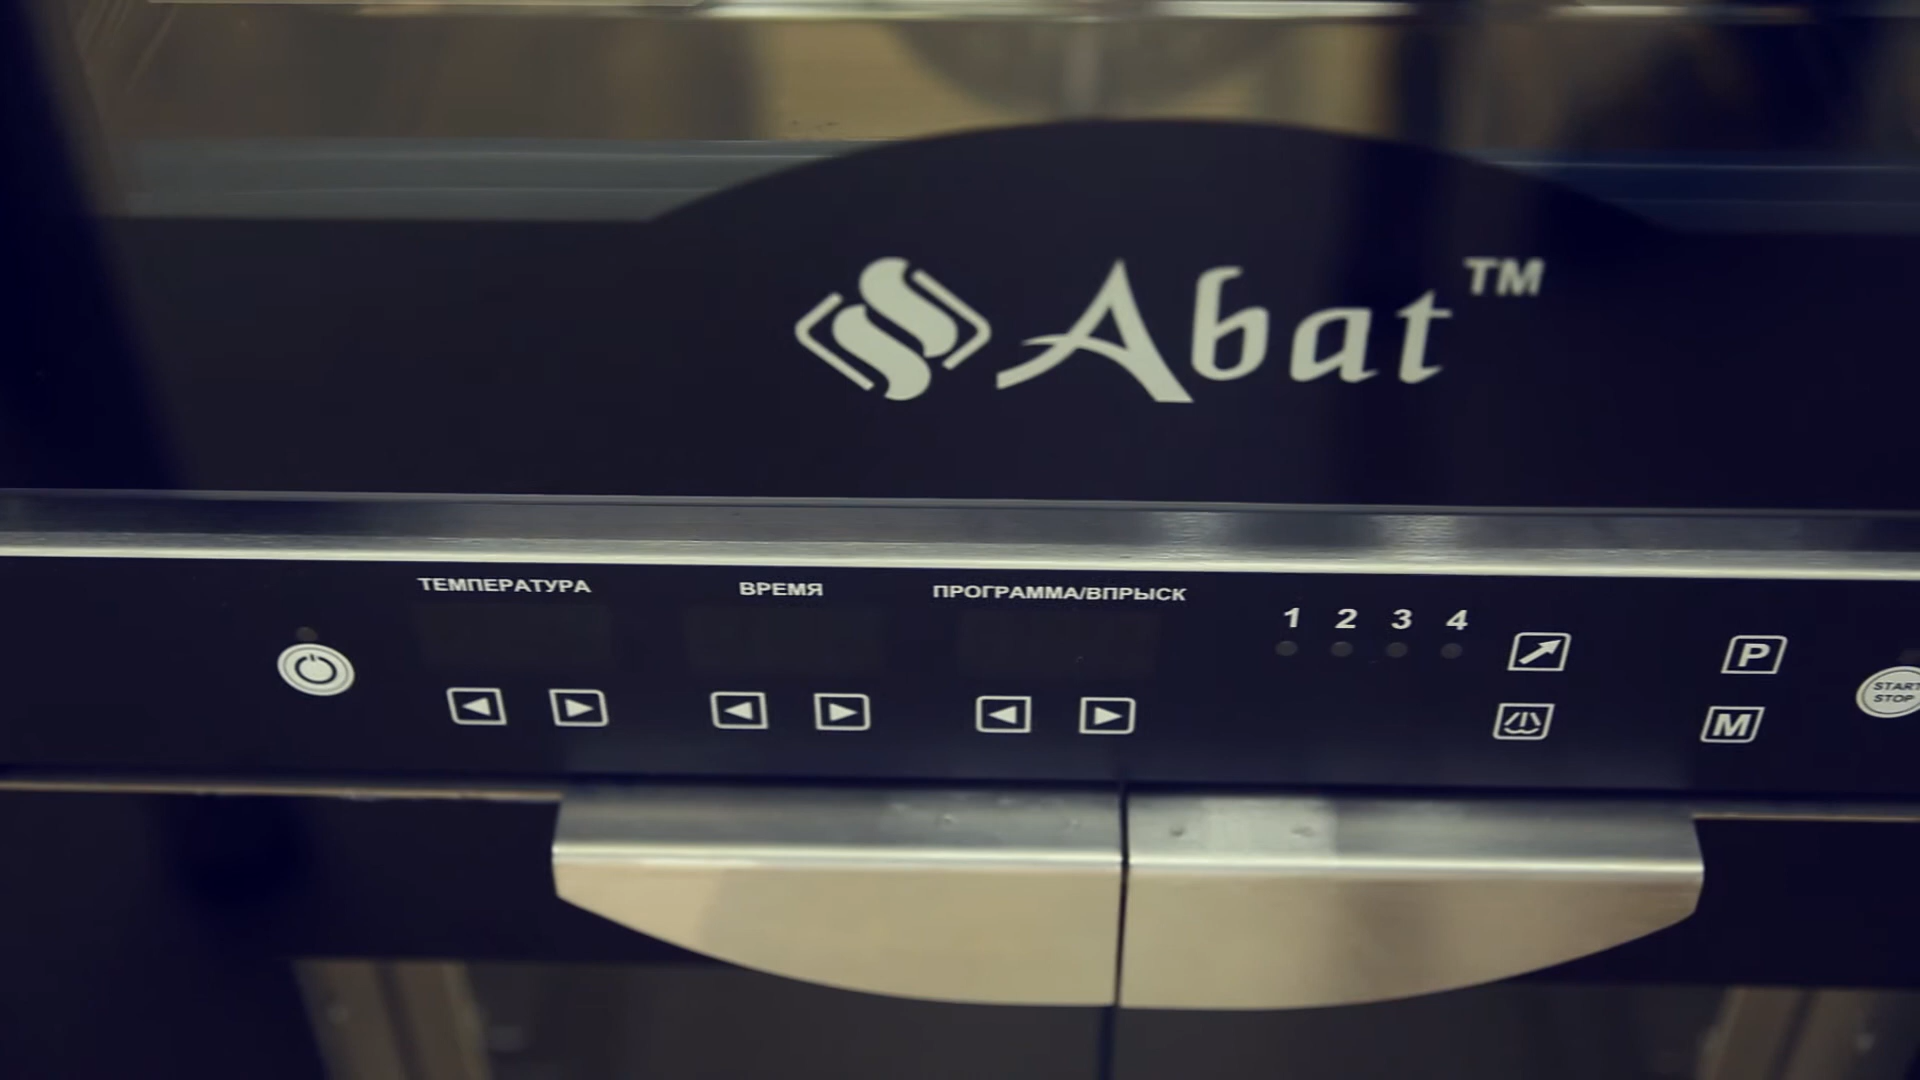 Abat™
ТЕМПЕРАТУРА
ВРЕМЯ
ПРОГРАММА/ВПРЫСК
1 2 3 4
P
START
STOP
M